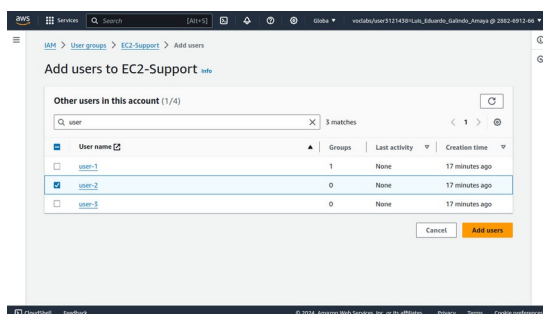 aws Services Search [Alt+S] Global voclabs/user3121438=Luis_Eduardo_Galindo_Amaya @ 2882-6912-66
IAM > User groups > EC2-Support > Add users
Add users to EC2-Support Info
Other users in this account (1/4)
user 3 matches 1
User name Groups Last activity Creation time
user-1 1 None 17 minutes ago
user-2 0 None 17 minutes ago
user-3 0 None 17 minutes ago
Cancel Add users
CloudShell Feedback © 2024, Amazon Web Services, Inc. or its affiliates. Privacy Terms Cookie preferences